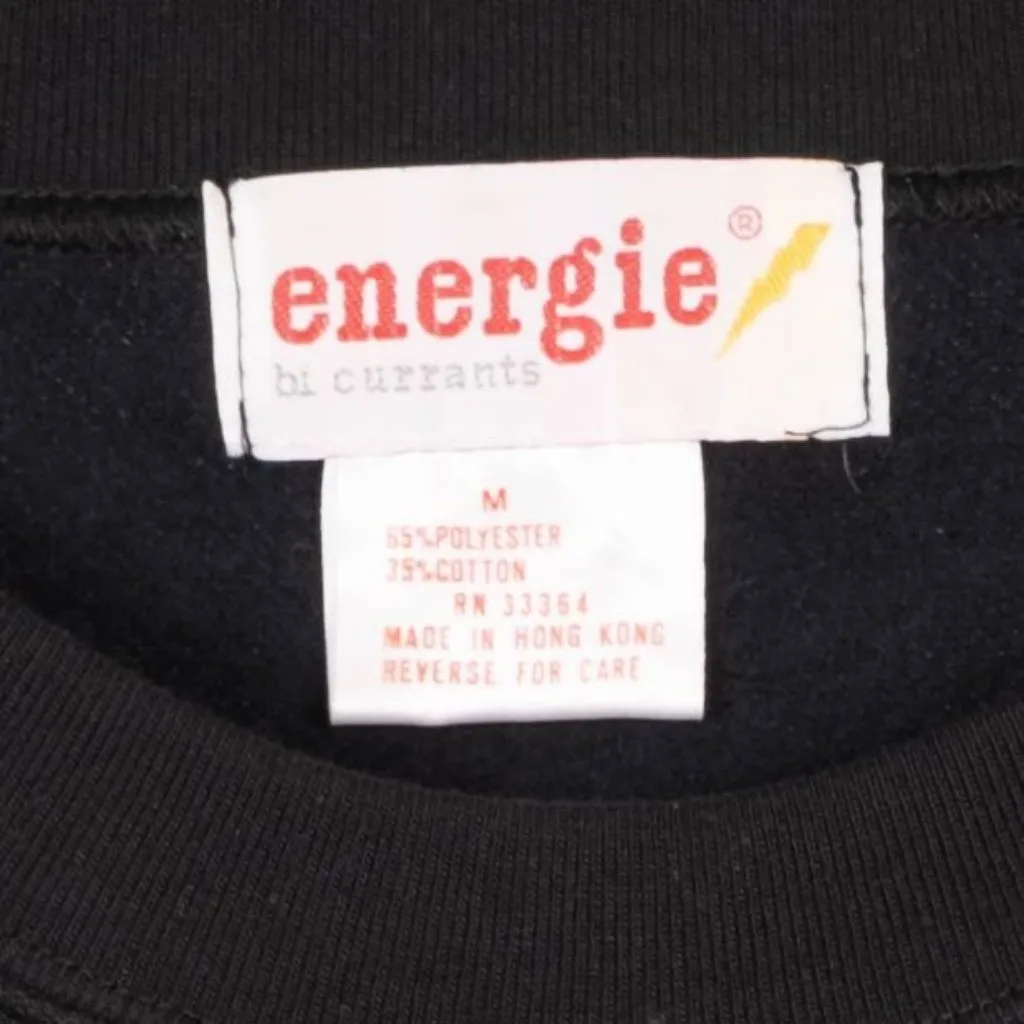 energie ®
bi currants
M
65%POLYESTER
35%COTTON
RN 33364
MADE IN HONG KONG
REVERSE FOR CARE